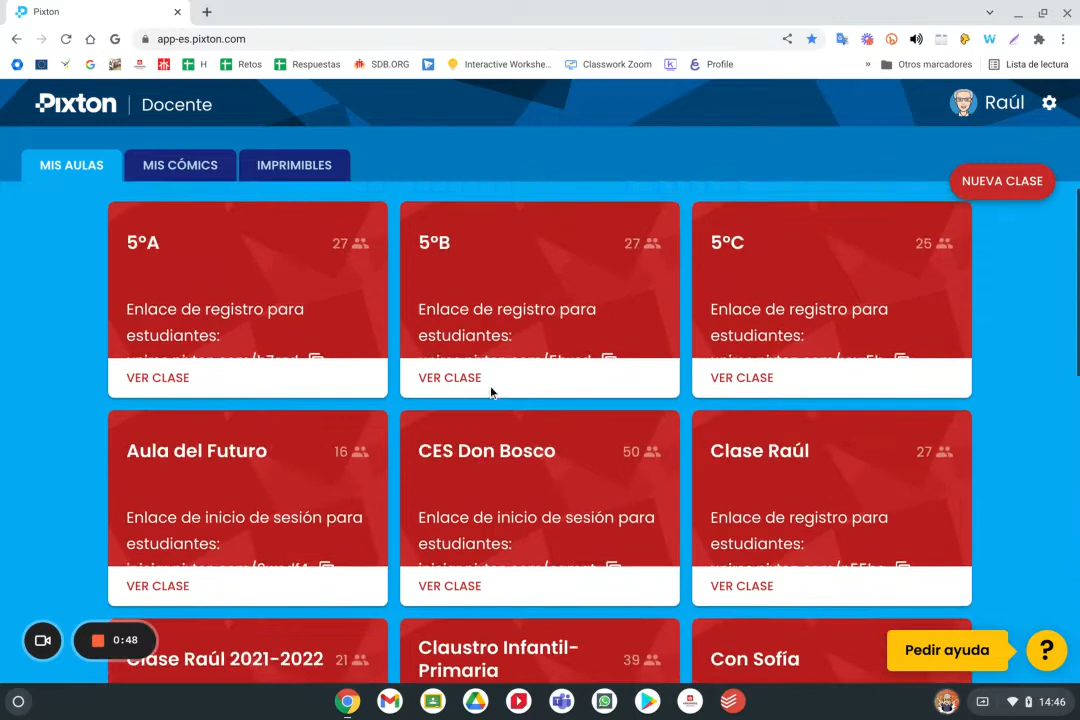 Pixton
app-es.pixton.com
H
Retos
Respuestas
SDB.ORG
Interactive Workshe...
Classwork Zoom
Profile
»
Otros marcadores
Lista de lectura
Pixton
Docente
Raúl
MIS AULAS
MIS CÓMICS
IMPRIMIBLES
NUEVA CLASE
5ºA
27
Enlace de registro para
estudiantes:
VER CLASE
5ºB
27
Enlace de registro para
estudiantes:
VER CLASE
5ºC
25
Enlace de registro para
estudiantes:
VER CLASE
Aula del Futuro
16
Enlace de inicio de sesión para
estudiantes:
VER CLASE
CES Don Bosco
50
Enlace de inicio de sesión para
estudiantes:
VER CLASE
Clase Raúl
27
Enlace de registro para
estudiantes:
VER CLASE
0:48
Clase Raúl 2021-2022
21
Claustro Infantil-
Primaria
39
Con Sofía
Pedir ayuda
?
14:46